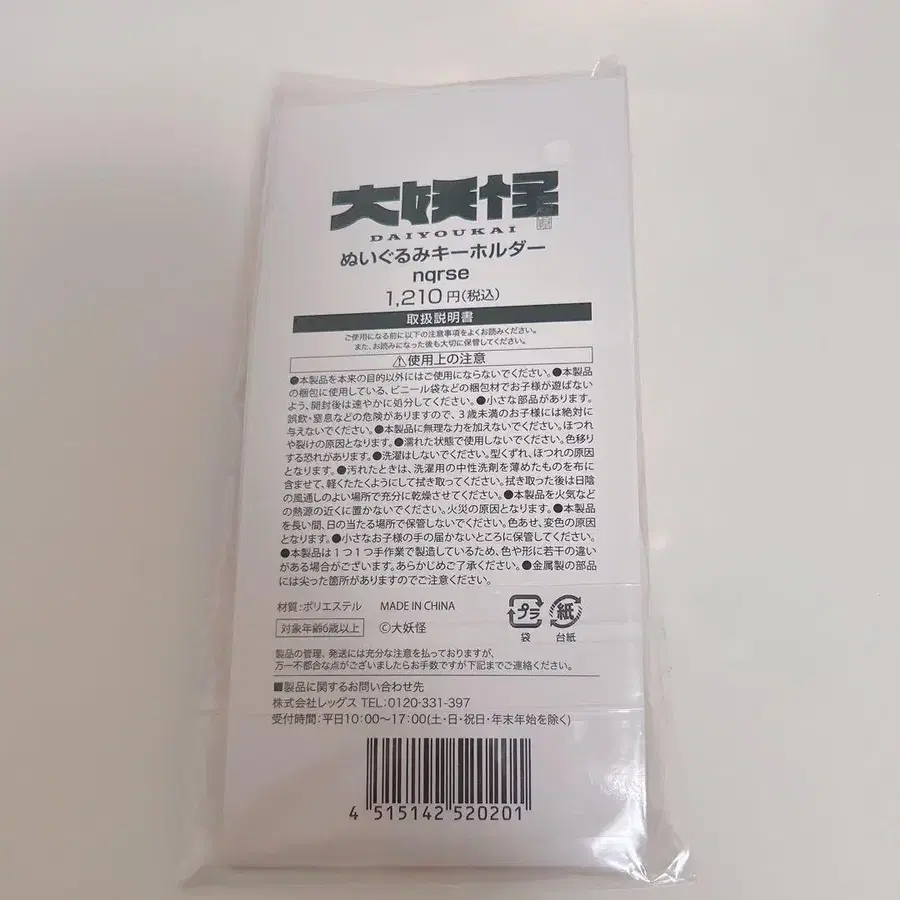 大妖怪
DAIYOUKAI
ぬいぐるみキーホルダー
nqrse
1,210円(税込)
取扱説明書
ご使用になる前に以下の注意事項をよくお読みください。
また、お読みになった後も大切に保管してください。
⚠使用上の注意
●本製品を本来の目的以外にはご使用にならないでください。●本製品
の梱包に使用している、ビニール袋などの梱包材でお子様が遊ばない
よう、開封後は速やかに処分してください。●小さな部品があります。
誤飲・窒息などの危険がありますので、3歳未満のお子様には絶対に
与えないでください。●本製品に無理な力を加えないでください。ほつれ
や裂けの原因となります。●濡れた状態で使用しないでください。色移り
する恐れがあります。●洗濯はしないでください。型くずれ、ほつれの原因
となります。●汚れたときは、洗濯用の中性洗剤を薄めたものを布に
含ませて、軽くたたくようにして拭き取ってください。拭き取った後は日陰
の風通しのよい場所で充分に乾燥させてください。●本製品を火気など
の熱源の近くに置かないでください。火災の原因となります。●本製品
を長い間、日の当たる場所で保管しないでください。色あせ、変色の原因
となります。●小さなお子様の手の届かないところに保管してください。
●本製品は1つ1つ手作業で製造しているため、色や形に若干の違い
がある場合がございます。あらかじめご了承ください。●金属製の部品
には尖った箇所がありますのでご注意ください。
材質:ポリエステル MADE IN CHINA
対象年齢6歳以上 ©大妖怪
プラ 紙
袋 台紙
製品の管理、発送には充分な注意を払っておりますが、
万一不都合な点がございましたらお手数ですが下記までご連絡ください。
■製品に関するお問い合わせ先
株式会社レッグス TEL:0120-331-397
受付時間:平日10:00〜17:00(土・日・祝日・年末年始を除く)
4 515142 520201